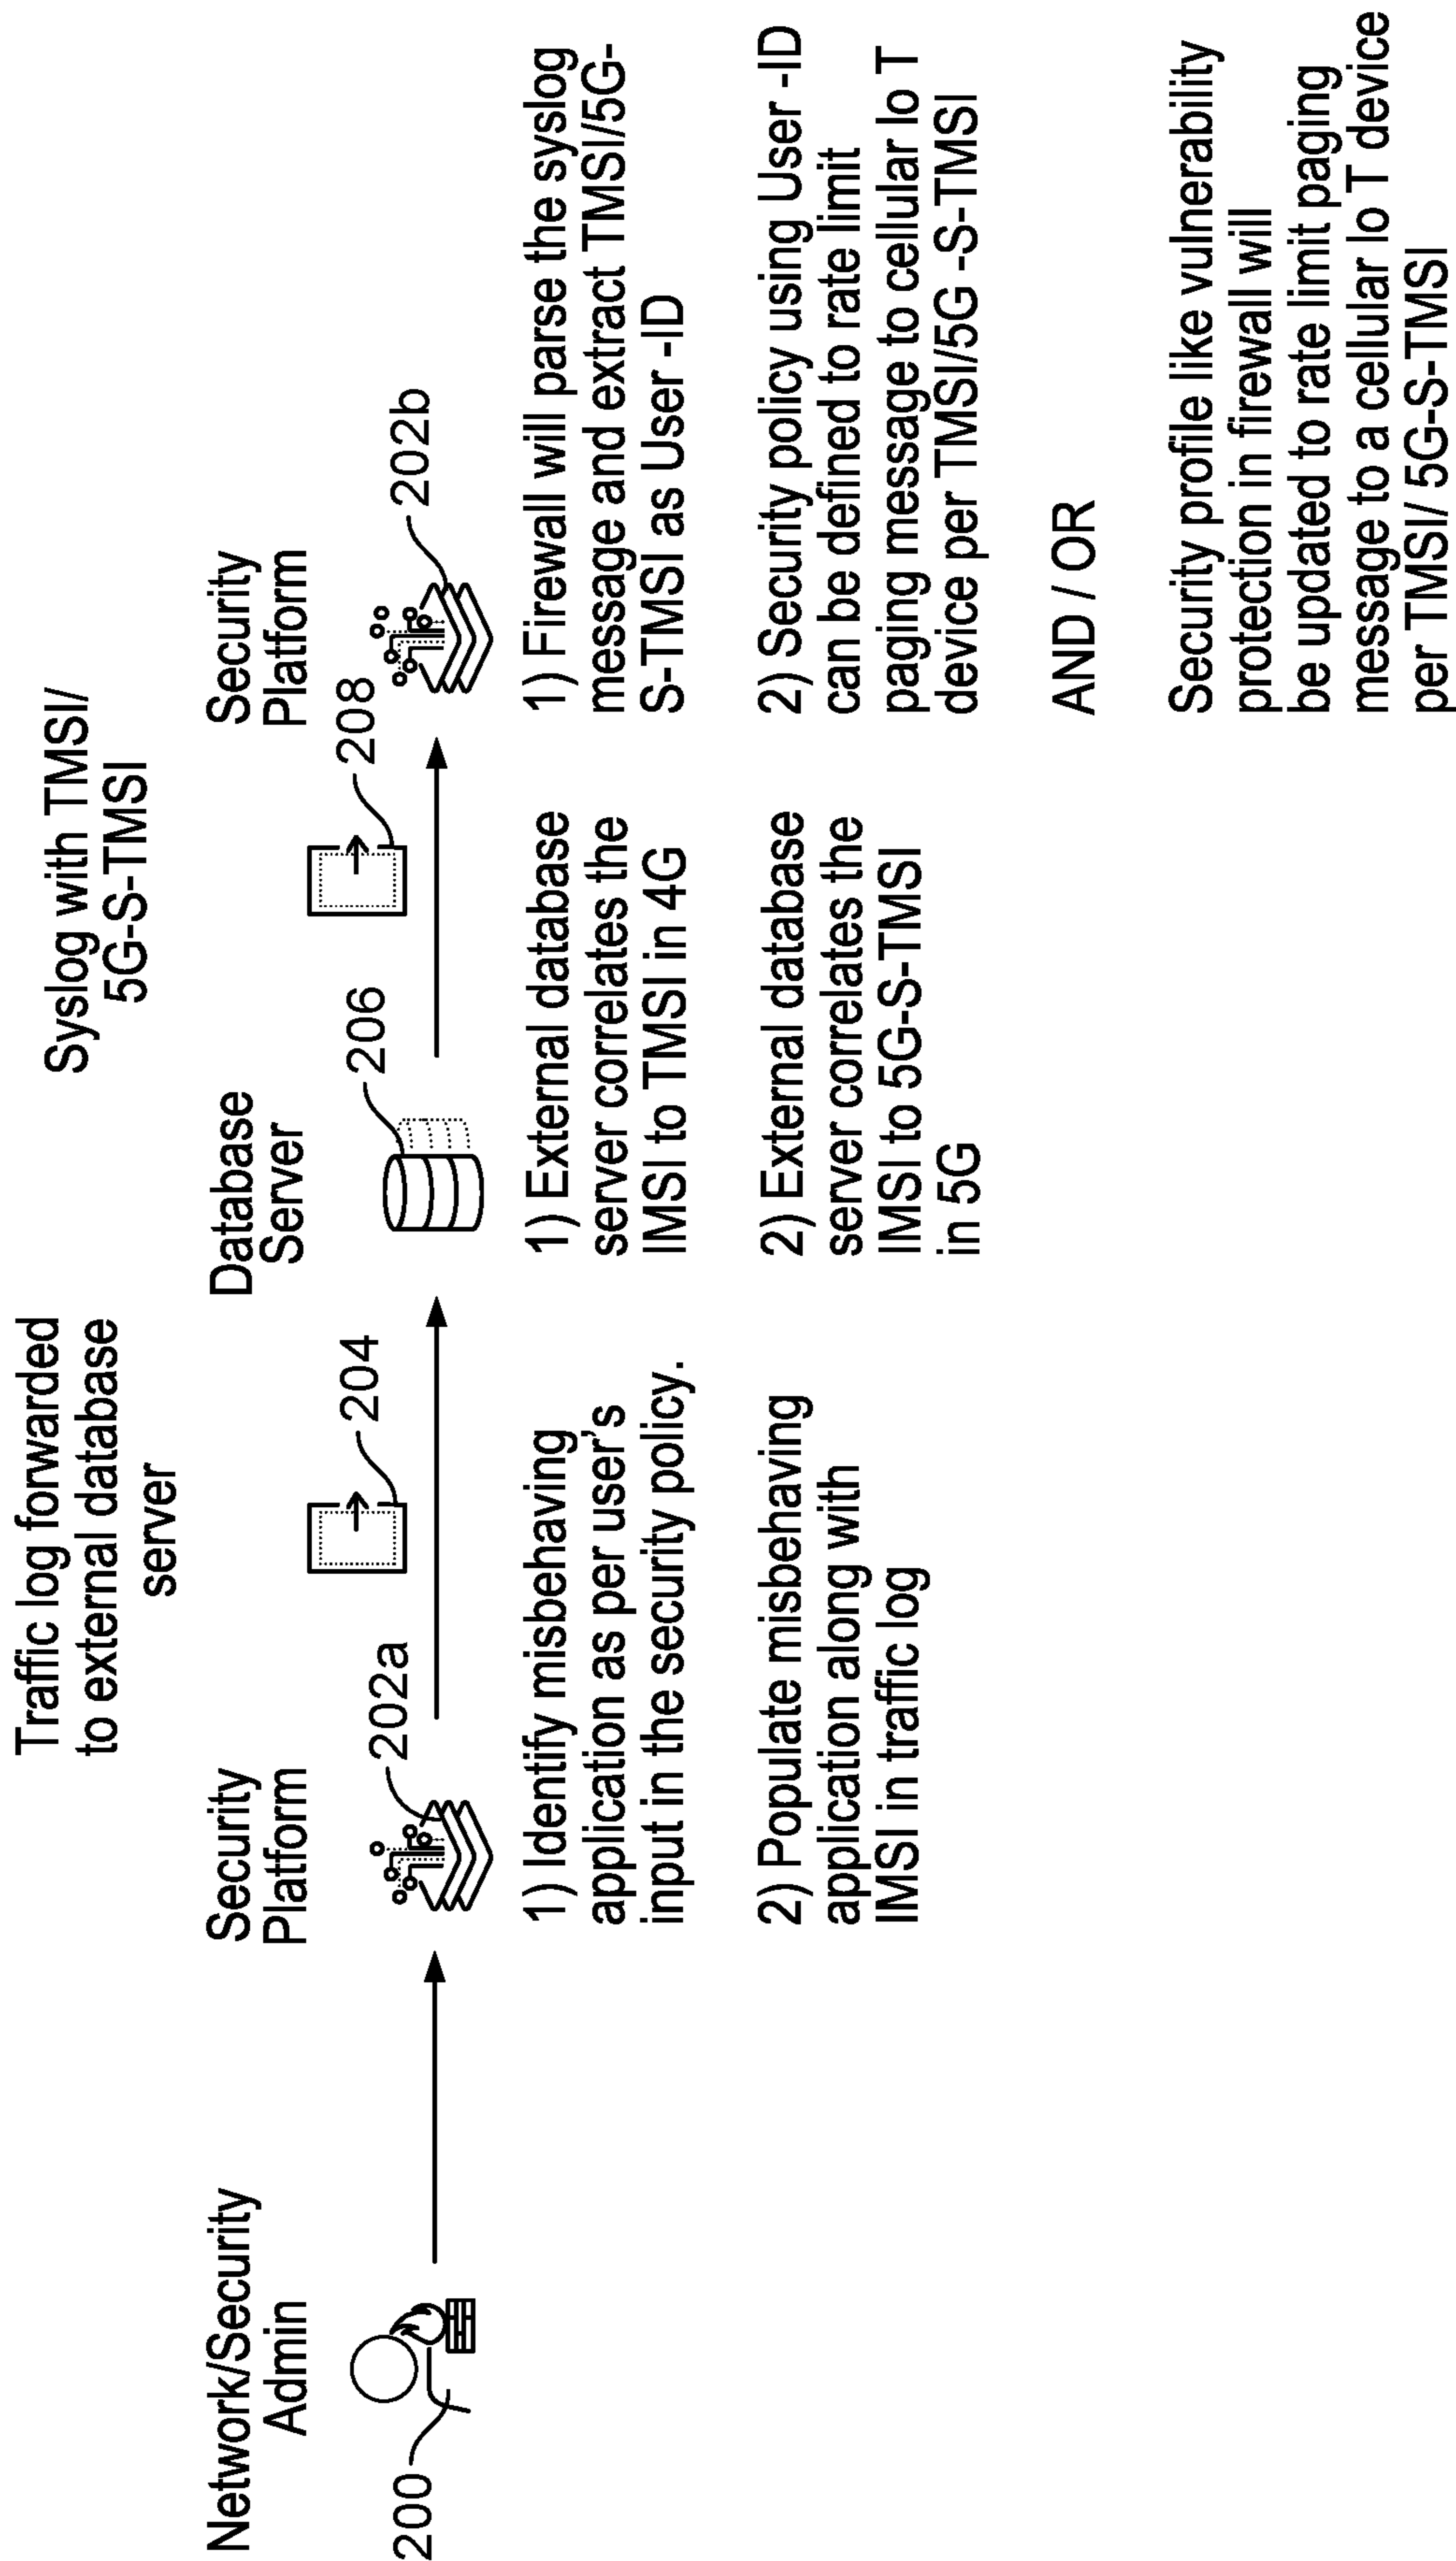 Traffic log forwarded
to external database
server
Syslog with TMSI/
5G-S-TMSI
Network/Security
Admin
200
Security
Platform
202a
204
Database
Server
206
208
Security
Platform
202b
1) Identify misbehaving
application as per user's
input in the security policy.
2) Populate misbehaving
application along with
IMSI in traffic log
1) External database
server correlates the
IMSI to TMSI in 4G
2) External database
server correlates the
IMSI to 5G-S-TMSI
in 5G
1) Firewall will parse the syslog
message and extract TMSI/5G-
S-TMSI as User -ID
2) Security policy using User -ID
can be defined to rate limit
paging message to cellular Io T
device per TMSI/5G -S-TMSI
AND / OR
Security profile like vulnerability
protection in firewall will
be updated to rate limit paging
message to a cellular Io T device
per TMSI/ 5G-S-TMSI